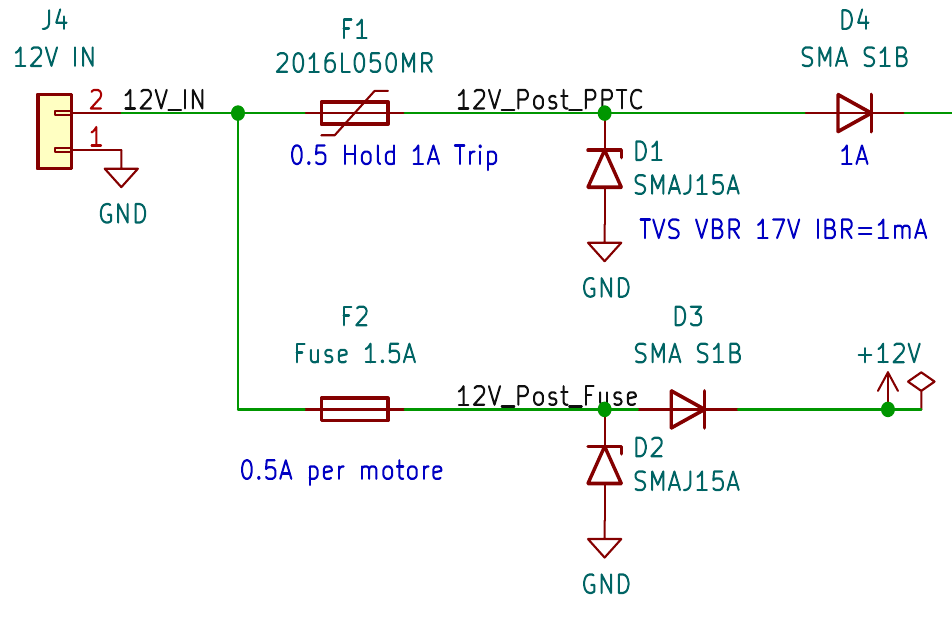 J4
12V IN
2
1
12V_IN
GND
F1
2016L050MR
0.5 Hold 1A Trip
12V_Post_PPTC
D1
SMAJ15A
TVS VBR 17V IBR=1mA
GND
D4
SMA S1B
1A
F2
Fuse 1.5A
0.5A per motore
12V_Post_Fuse
D3
SMA S1B
+12V
D2
SMAJ15A
GND